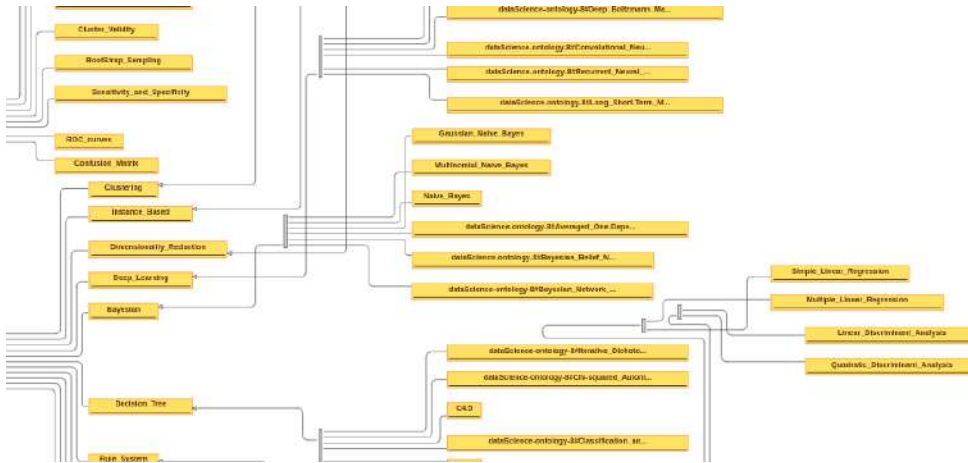 Cluster_Validity
BootStrap_Sampling
Sensitivity_and_Specificity
ROC_curves
Confusion_Matrix
Clustering
Instance_Based
Dimensionality_Reduction
Deep_Learning
Bayesian
Decision_Tree
Rule_System
dataScience-ontology-8#Deep_Boltzmann_Ma...
dataScience-ontology-8#Convolutional_Neu...
dataScience-ontology-8#Recurrent_Neural_...
dataScience-ontology-8#Long_Short-Term_M...
Gaussian_Naive_Bayes
Multinomial_Naive_Bayes
Naive_Bayes
dataScience-ontology-8#Averaged_One-Depe...
dataScience-ontology-8#Bayesian_Belief_N...
dataScience-ontology-8#Bayesian_Network_...
dataScience-ontology-8#Iterative_Dichoto...
dataScience-ontology-8#Chi-squared_Autom...
C4.5
dataScience-ontology-8#Classification_an...
Simple_Linear_Regression
Multiple_Linear_Regression
Linear_Discriminant_Analysis
Quadratic_Discriminant_Analysis